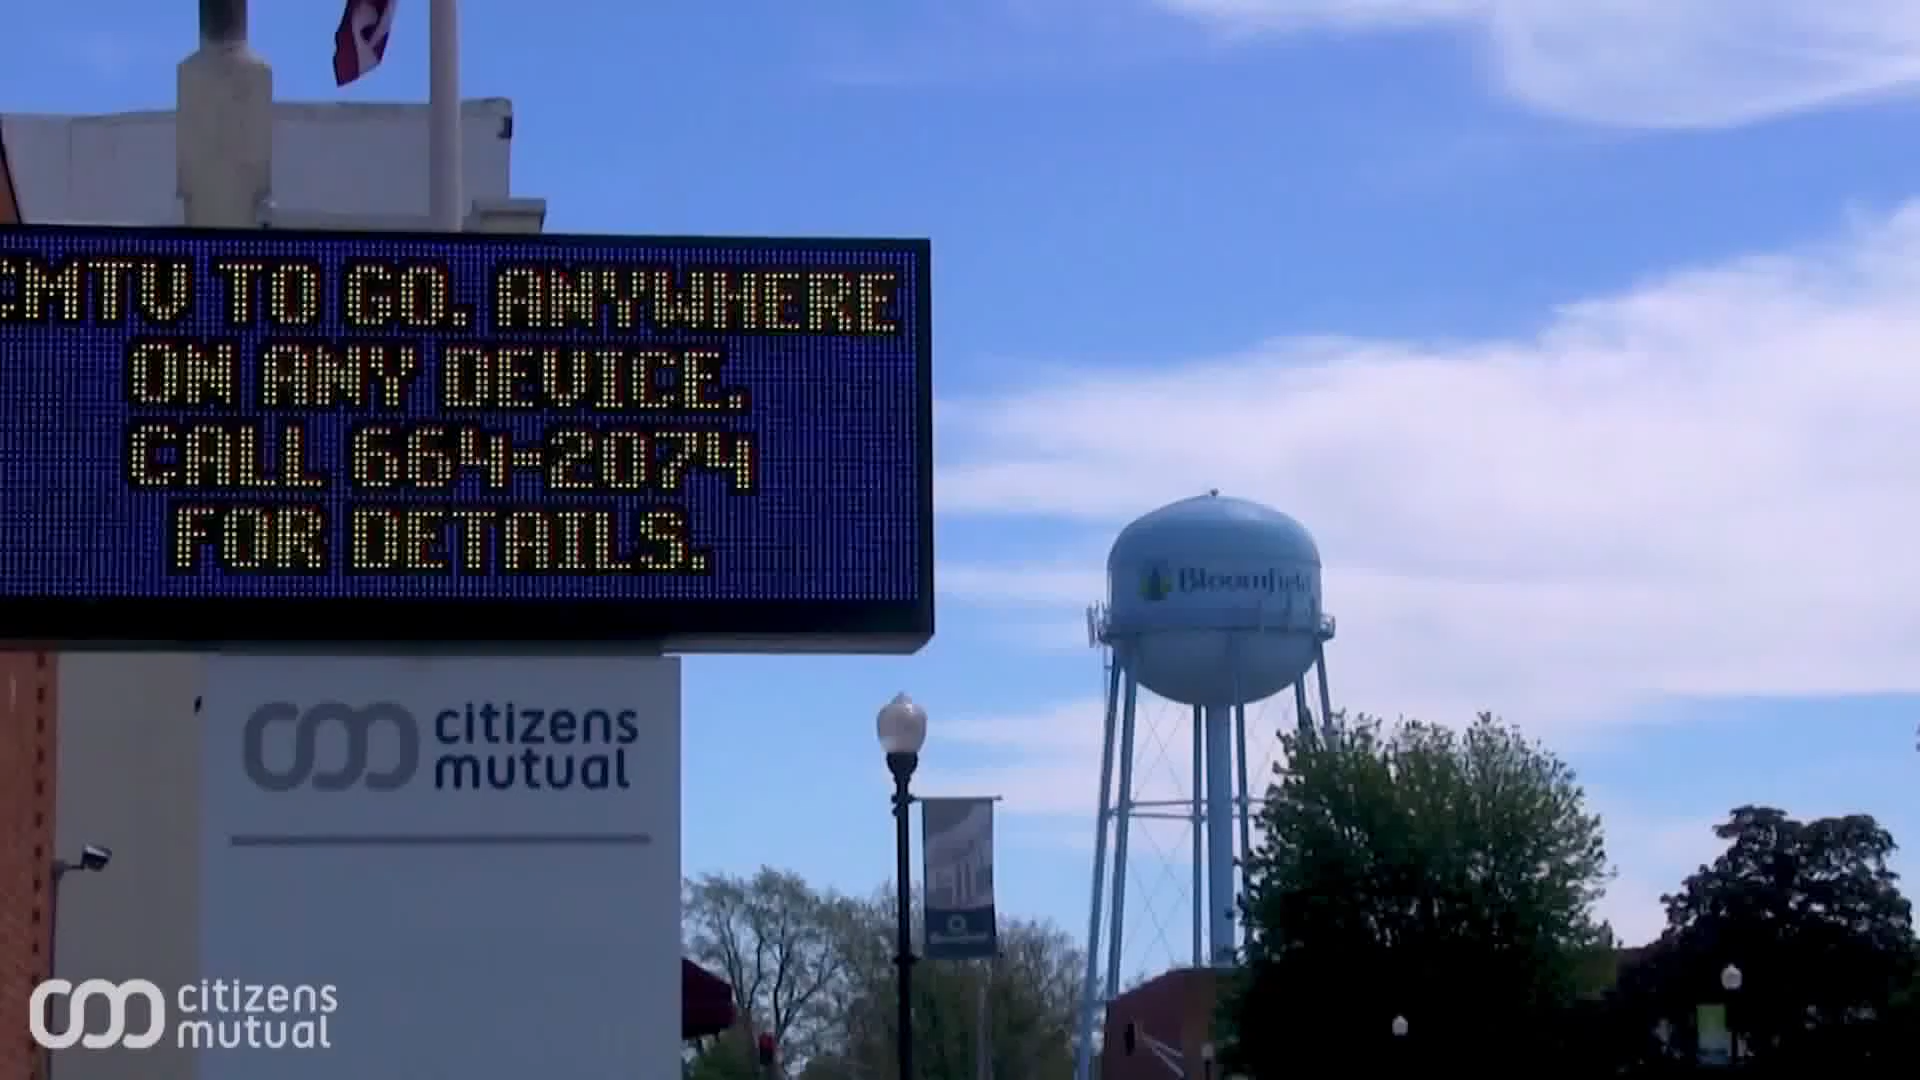 CMTV TO GO. ANYWHERE
ON ANY DEVICE.
CALL 664-2074
FOR DETAILS.
citizens
mutual
Bloomfield
citizens
mutual